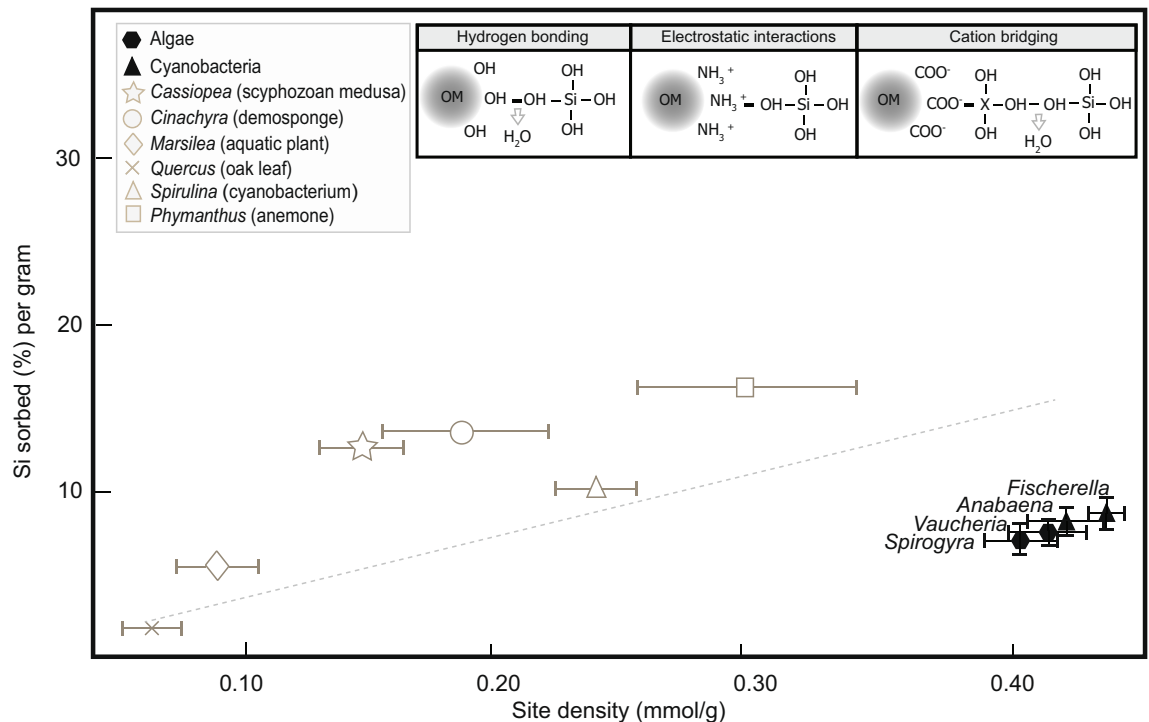 Algae
Cyanobacteria
Cassiopea (scyphozoan medusa)
Cinachyra (demosponge)
Marsilea (aquatic plant)
Quercus (oak leaf)
Spirulina (cyanobacterium)
Phymanthus (anemone)
Hydrogen bonding
OM
OH
OH
OH
OH
OH
Si
OH
OH
H₂O
Electrostatic interactions
OM
NH₃⁺
NH₃⁺
NH₃⁺
OH
OH
Si
OH
OH
Cation bridging
OM
COO⁻
COO⁻
COO⁻
OH
X
OH
OH
OH
OH
Si
OH
OH
H₂O
Si sorbed (%) per gram
30
20
10
Fischerella
Anabaena
Vaucheria
Spirogyra
0.10 0.20 0.30 0.40
Site density (mmol/g)